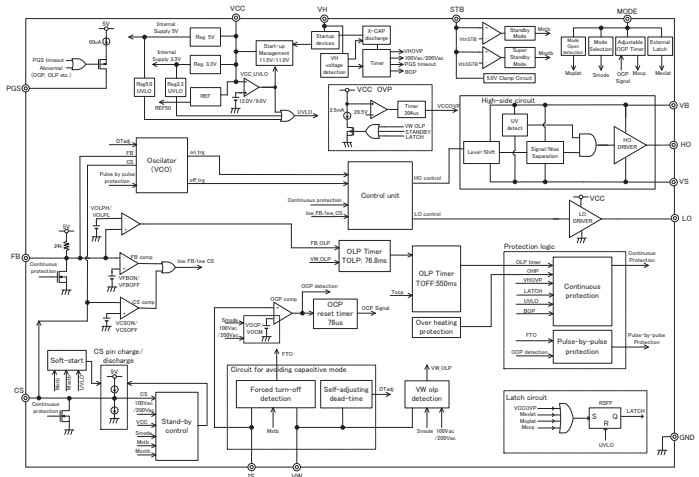 VCC
VH
STB
MODE
5V
60uA
Internal
Supply 5V
Reg. 5V
Internal
Supply 3.3V
Reg. 3.3V
PGS timeout
Abnormal
(OCP, OLP etc.)
PGS
Reg5.0
UVLO
Reg3.3
UVLO
REF
REF50
VCC_UVLO
12.0V/9.0V
UVLO
Start-up
Management
11.5V/11.0V
Startup
devices
X-CAP
discharge
VH
voltage
detection
Timer
VHOVP
100Vac/200Vac
PGS timeout
BOP
VthSTB
Standby
Mode
Mstb
VthSTB
Super
Standby
Mode
Msstb
5.0V Clamp Circuit
Mode
Open
detection
Mode
Selection
Adjustable
OCP Timer
External
Latch
Moplat
Smode
OCP
Signal
Mocp
Mexlat
VCC OVP
2.5mA
28.5V
Timer
304us
VCCOVP
VW OLP
STANDBY
LATCH
High-side circuit
UV
detect
Level-Shift
Signal/Nise
Separation
HO
DRIVER
VB
HO
VS
DTadj
FB
CS
Pulse by pulse
protection
Oscilator
(VCO)
on_trg
off_trg
Continuous protection
low_FB/low_CS
Control unit
HO control
LO control
VCC
LO
DRIVER
LO
VOLPH/
VOLPL
5V
24k
FB
Continuous
protection
FB comp
VFBON/
VFBOFF
low FB/low CS
CS comp
VCSON/
VCSOFF
FB_OLP
VW_OLP
OLP Timer
TOLP: 76.8ms
Tocp
OLP Timer
TOFF:550ms
Over heating
protection
OCP comp
OCP
detection
Smode
100Vac
/200Vac
VOCP/
VOCM
OCP
reset timer
76us
OCP Signal
Protection logic
OLP timer
OHP
VHOVP
LATCH
UVLO
BOP
Continuous
protection
Continuous
Protection
FTO
OCP detection
Pulse-by-pulse
protection
Pulse-by-pulse
Protection
Soft-start
CS pin charge/
discharge
5V
Mstb
Msstb
UVLO
CS
Continuous
protection
CS
100Vac
/200Vac
VCC
Smode
Mstb
Msstb
Stand-by
control
FTO
Circuit for avoiding capacitive mode
Forced turn-off
detection
Self-adjusting
dead-time
Mstb
DTadj
VW_OLP
VW olp
detection
Smode
100Vac
/200Vac
Latch circuit
VCCOVP
Mexlat
Moplat
Mocp
RSFF
S
Q
R
LATCH
UVLO
GND
IS
VW